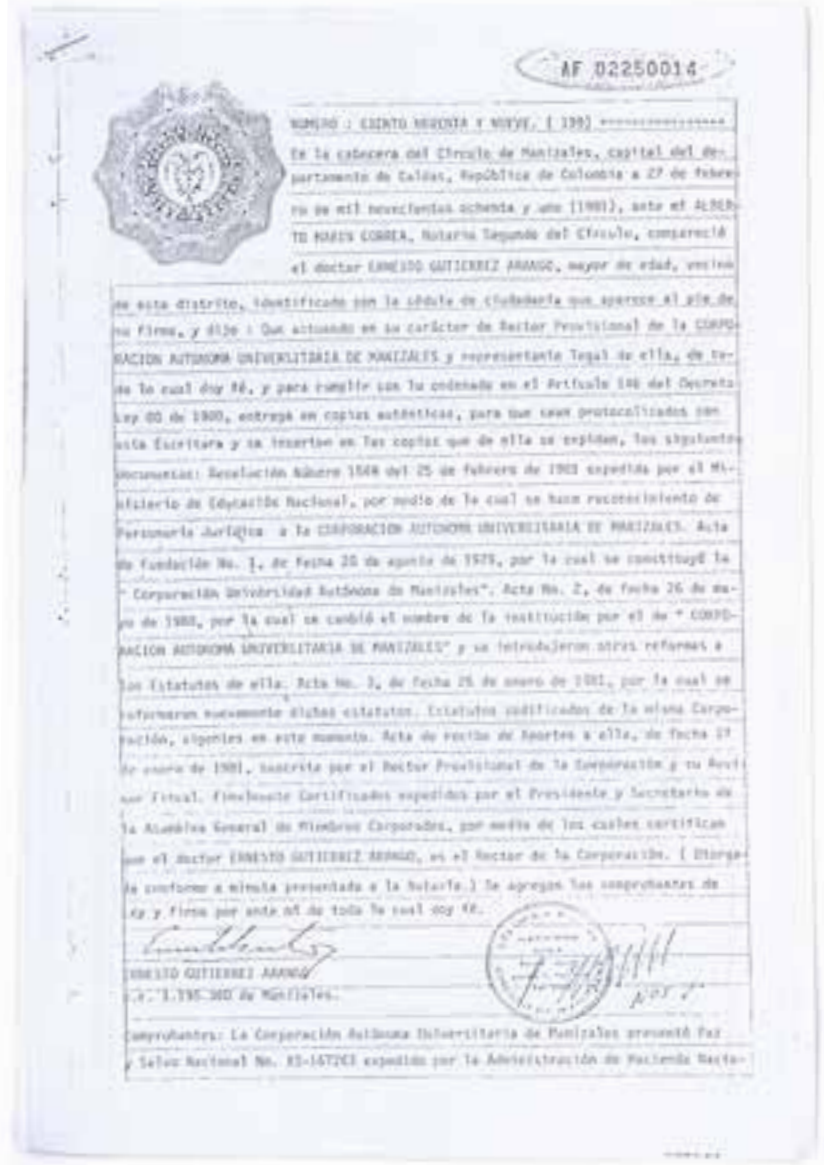 AF 02250014
NUMERO : CIENTO NOVENTA Y NUEVE. ( 199)
En la cabecera del Círculo de Manizales, capital del de-
partamento de Caldas, República de Colombia a 27 de febre-
ro de mil novecientos ochenta y uno (1981), ante mí ALBER-
TO MARIN CORREA, Notario Segundo del Círculo, compareció
el doctor ERNESTO GUTIERREZ ARANGO, mayor de edad, vecino
de este distrito, identificado con la cédula de ciudadanía que aparece al pie de
su firma, y dijo : Que actuando en su carácter de Rector Provisional de la CORPO-
RACION AUTONOMA UNIVERSITARIA DE MANIZALES y representante legal de ella, de to-
do lo cual doy fé, y para cumplir con lo ordenado en el Artículo 146 del Decreto
Ley 80 de 1980, entrega en copias auténticas, para que sean protocolizados con
esta Escritura y se inserten en las copias que de ella se expidan, los siguientes
documentos: Resolución Número 1568 del 25 de febrero de 1981 expedida por el Mi-
nisterio de Educación Nacional, por medio de la cual se hace reconocimiento de
Personería Jurídica a la CORPORACION AUTONOMA UNIVERSITARIA DE MANIZALES. Acta
de Fundación No. 1, de fecha 20 de agosto de 1979, por la cual se constituyó la
" Corporación Universidad Autónoma de Manizales". Acta No. 2, de fecha 26 de ma-
yo de 1980, por la cual se cambió el nombre de la institución por el de " CORPO-
RACION AUTONOMA UNIVERSITARIA DE MANIZALES" y se introdujeron otras reformas a
los Estatutos de ella. Acta No. 3, de fecha 26 de enero de 1981, por la cual se
reformaron nuevamente dichos estatutos. Estatutos codificados de la misma Corpo-
ración, vigentes en este momento. Acta de recibo de Aportes a ella, de fecha 27
de enero de 1981, suscrita por el Rector Provisional de la Corporación y su Revi-
sor Fiscal. Finalmente Certificados expedidos por el Presidente y Secretario de
la Asamblea General de Miembros Corporados, por medio de los cuales certifican
que el doctor ERNESTO GUTIERREZ ARANGO, es el Rector de la Corporación. ( Otorga-
da conforme a minuta presentada a la Notaría.) Se agregan los comprobantes de
Ley y firma por ante mí de todo lo cual doy fé.
ERNESTO GUTIERREZ ARANGO
c.c. de Manizales.
Comprobantes: La Corporación Autónoma Universitaria de Manizales presentó Paz
y Salvo Nacional No. expedido por la Administración de Hacienda Nacio-